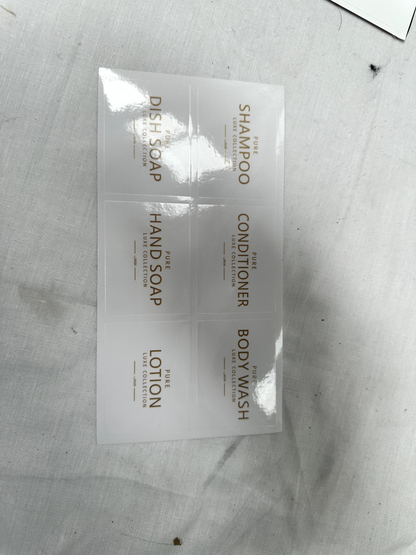 PURE
SHAMPOO
LUXE COLLECTION
PURE
CONDITIONER
LUXE COLLECTION
PURE
BODY WASH
LUXE COLLECTION
PURE
DISH SOAP
LUXE COLLECTION
PURE
HAND SOAP
LUXE COLLECTION
PURE
LOTION
LUXE COLLECTION